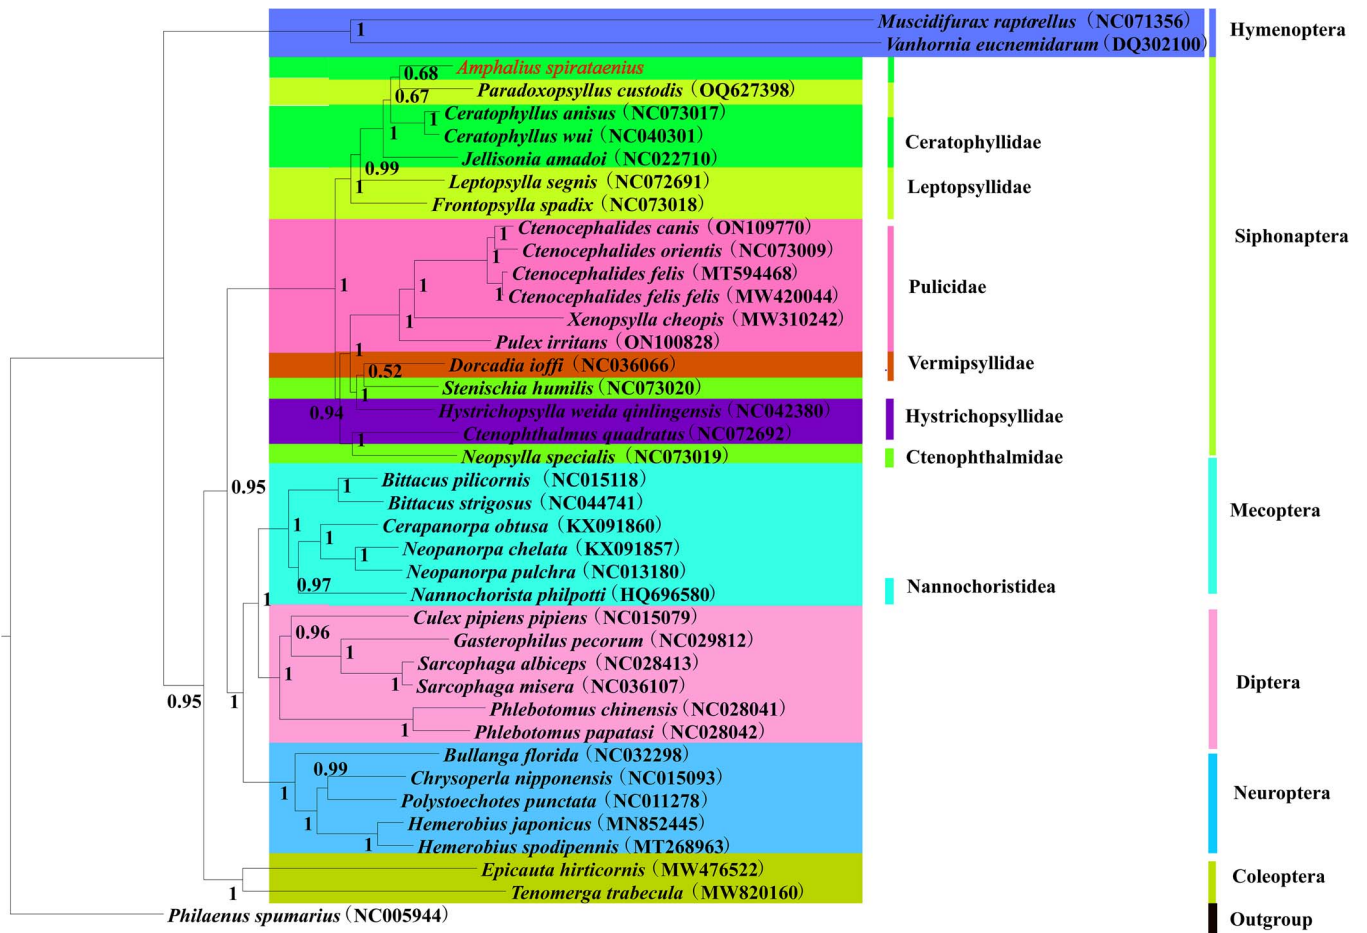 Muscidifurax raptorellus (NC071356)
1
Hymenoptera
Vanhornia eucnemidarum (DQ302100)
Amphalius spirataenius
0.68
Paradoxopsyllus custodis (OQ627398)
0.67
Ceratophyllus anisus (NC073017)
1
1
Ceratophyllus wui (NC040301)
Ceratophyllidae
Jellisonia amadoi (NC022710)
0.99
Leptopsylla segnis (NC072691)
1
Leptopsyllidae
Frontopsylla spadix (NC073018)
Ctenocephalides canis (ON109770)
1
Siphonaptera
Ctenocephalides orientis (NC073009)
1
Ctenocephalides felis (MT594468)
1
1
Pulicidae
Ctenocephalides felis felis (MW420044)
1
Xenopsylla cheopis (MW310242)
1
Pulex irritans (ON100828)
1
Dorcadia ioffi (NC036066)
Vermipsyllidae
0.52
Stenischia humilis (NC073020)
1
Hystrichopsylla weida qinlingensis (NC042380)
0.94
Hystrichopsyllidae
Ctenophthalmus quadratus (NC072692)
1
Neopsylla specialis (NC073019)
Ctenophthalmidae
Bittacus pilicornis (NC015118)
1
0.95
Bittacus strigosus (NC044741)
Mecoptera
Cerapanorpa obtusa (KX091860)
1
1
Neopanorpa chelata (KX091857)
1
Neopanorpa pulchra (NC013180)
0.97
Nannochorista philpotti (HQ696580)
Nannochoristidea
1
Culex pipiens pipiens (NC015079)
0.96
Gasterophilus pecorum (NC029812)
1
Sarcophaga albiceps (NC028413)
1
Sarcophaga misera (NC036107)
1
Diptera
0.95
1
Phlebotomus chinensis (NC028041)
1
Phlebotomus papatasi (NC028042)
Bullanga florida (NC032298)
0.99
Chrysoperla nipponensis (NC015093)
1
Neuroptera
Polystoechotes punctata (NC011278)
1
Hemerobius japonicus (MN852445)
1
Hemerobius spodipennis (MT268963)
Epicauta hirticornis (MW476522)
Coleoptera
1
Tenomerga trabecula (MW820160)
Philaenus spumarius (NC005944)
Outgroup